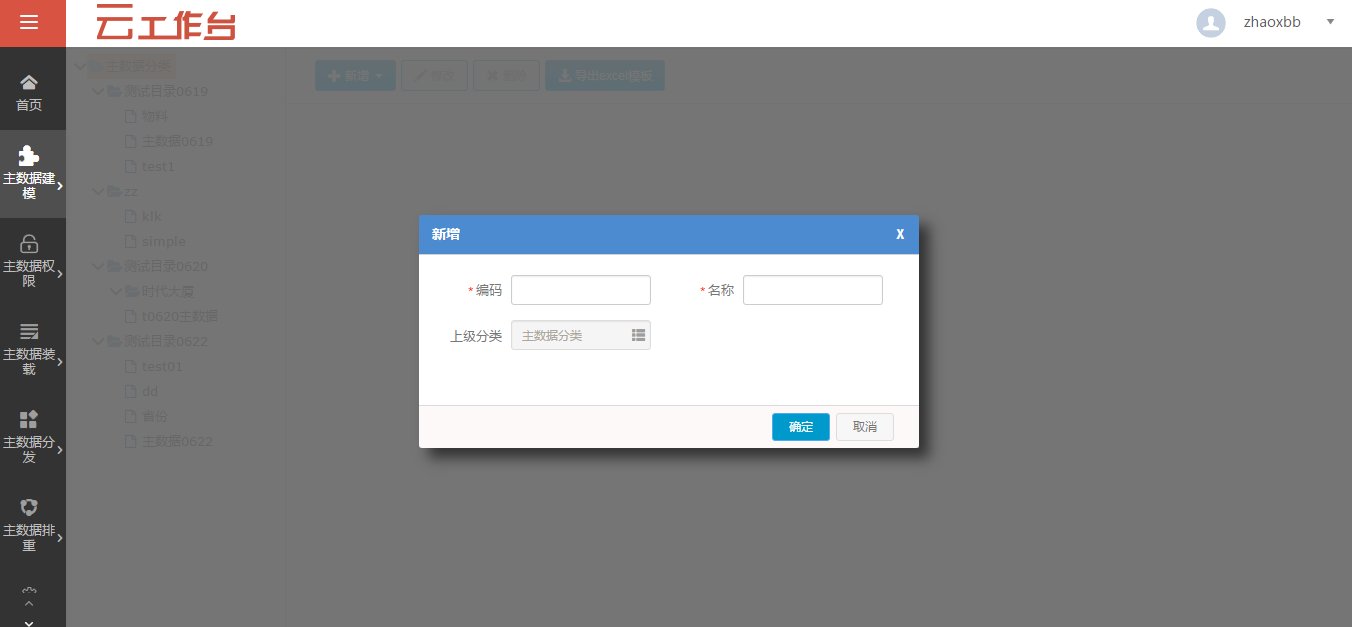 云工作台
zhaoxbb
首页
主数据建
模
主数据权
限
主数据装
载
主数据分
发
主数据排
重
主数据分类
测试目录0619
物料
主数据0619
test1
zz
klk
simple
测试目录0620
时代大厦
t0620主数据
测试目录0622
test01
dd
省份
主数据0622
新增
修改
删除
导出excel模板
新增
X
*编码
*名称
上级分类
主数据分类
确定
取消